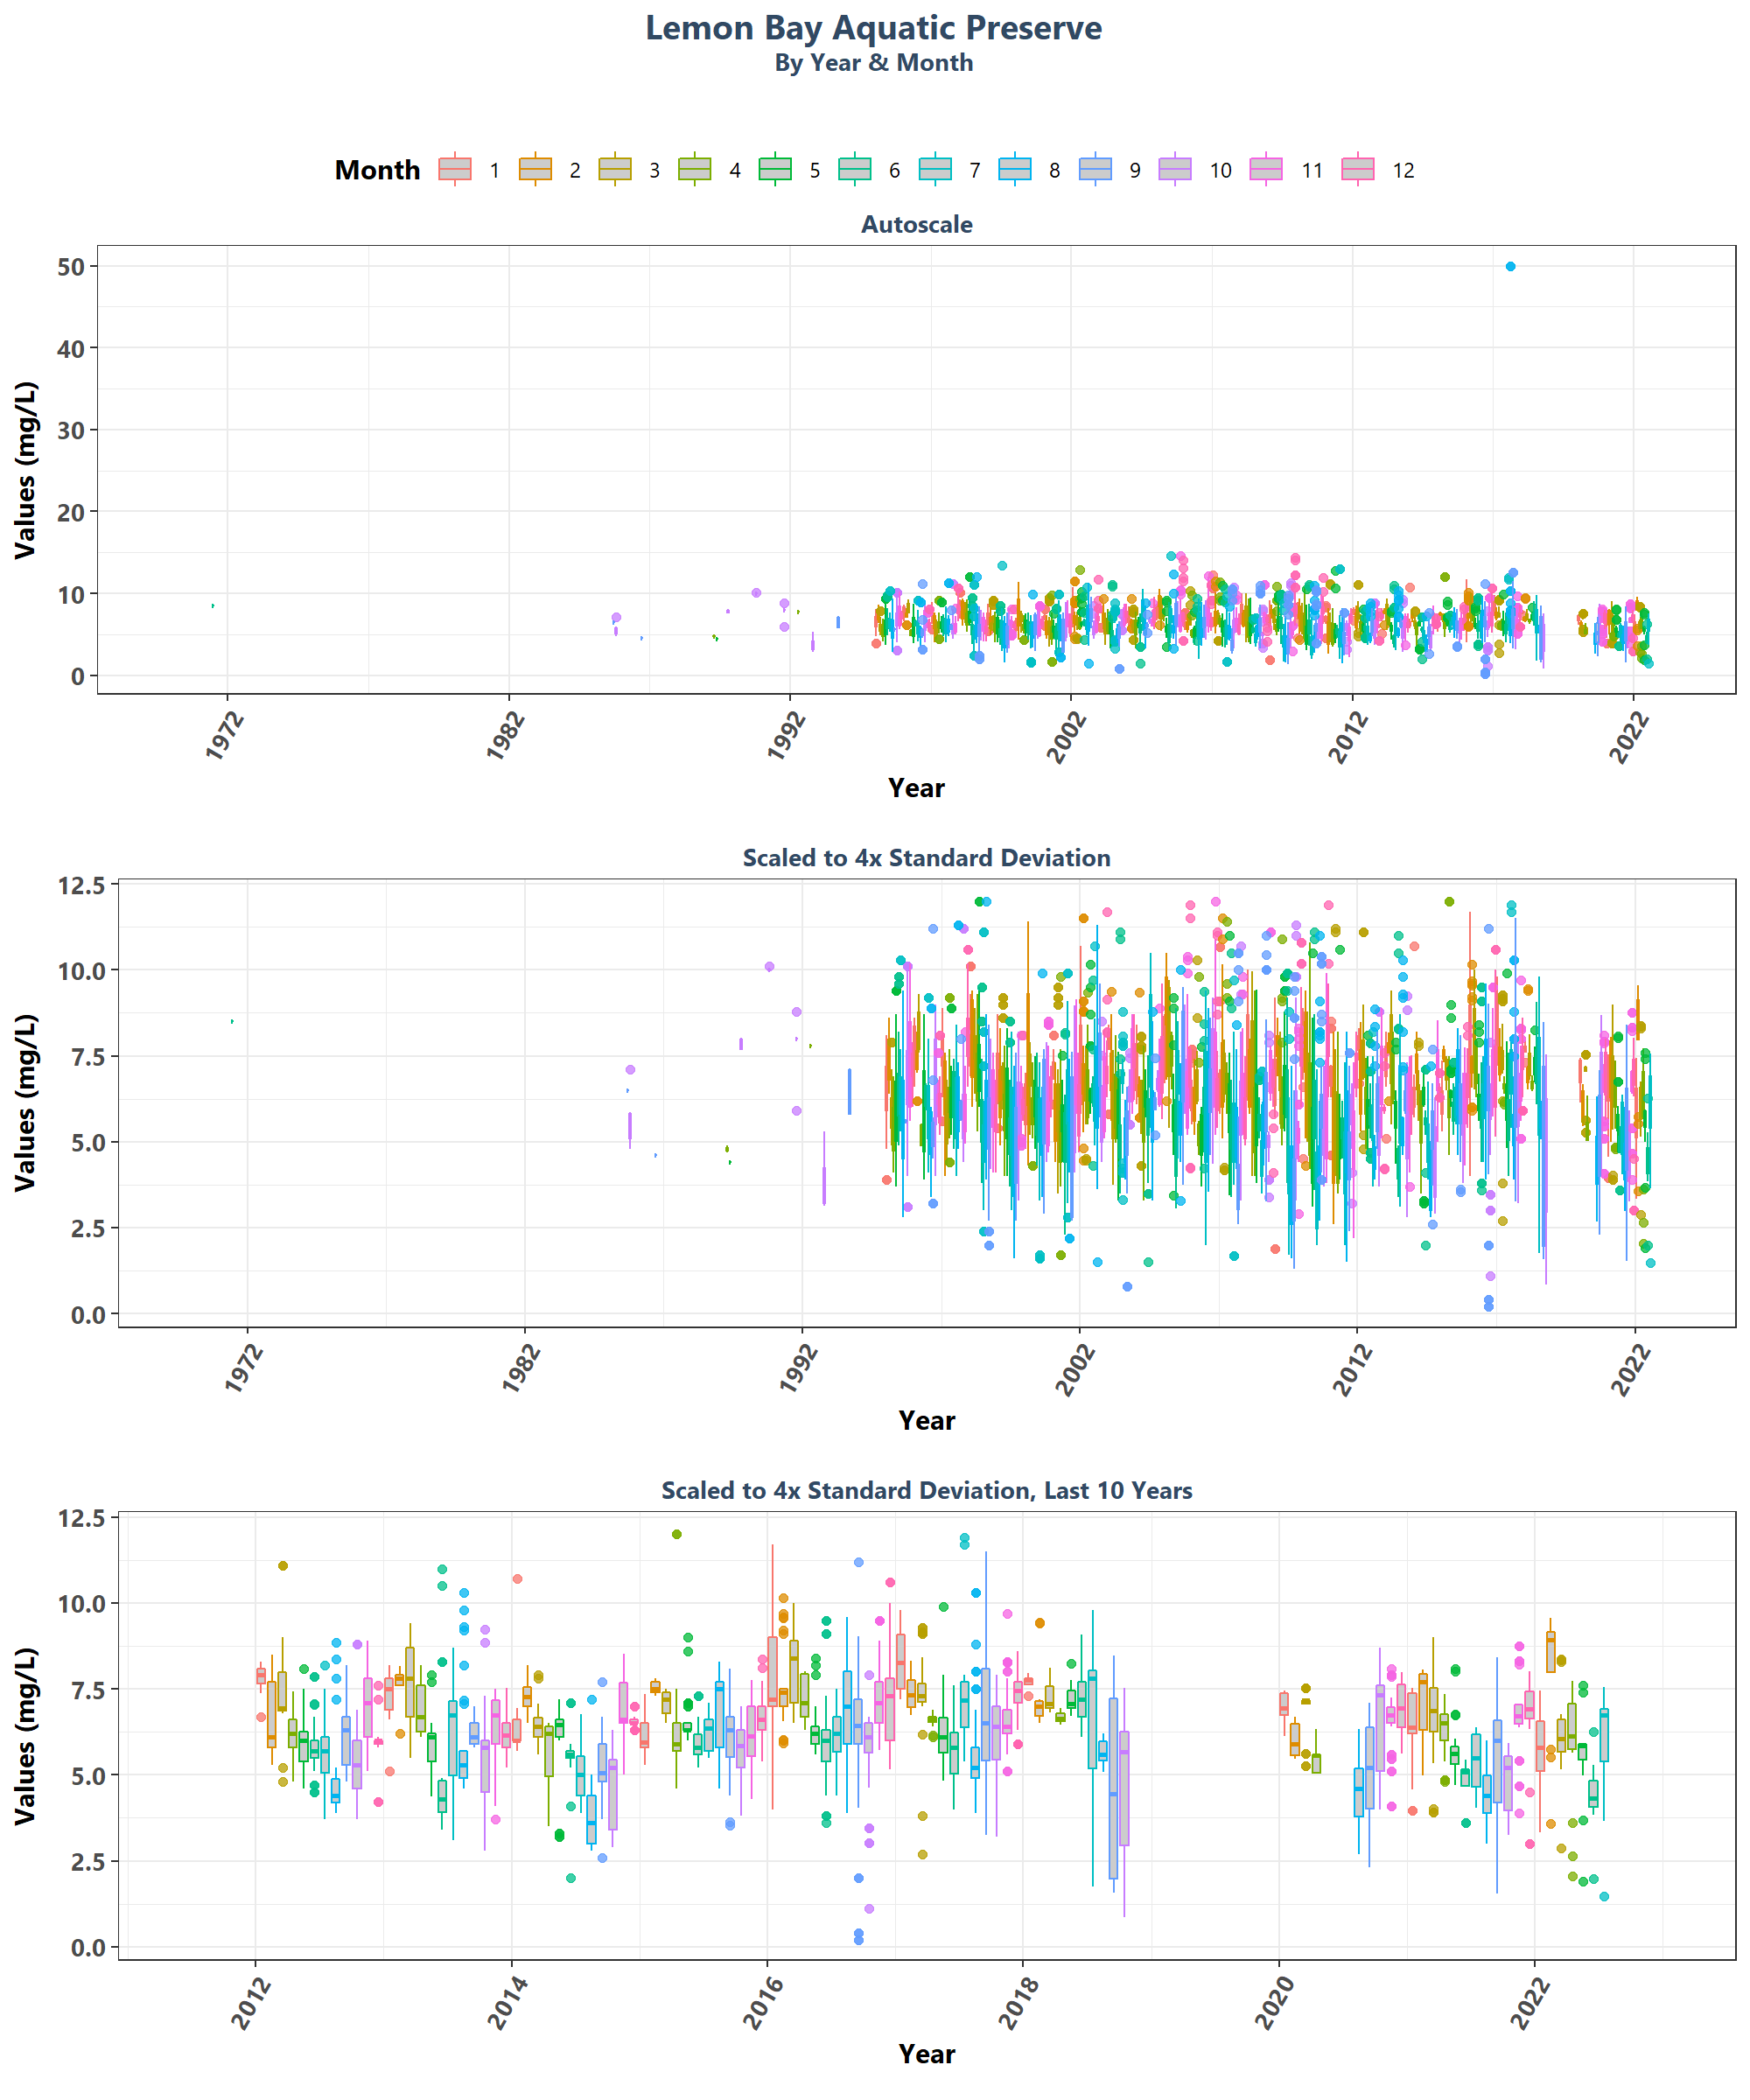 Lemon Bay Aquatic Preserve
By Year & Month
Month 1 2 3 4 5 6 7 8 9 10 11 12
Autoscale
50
40
30
20
10
0
Values (mg/L)
1972 1982 1992 2002 2012 2022
Year
Scaled to 4x Standard Deviation
12.5
10.0
7.5
5.0
2.5
0.0
Values (mg/L)
1972 1982 1992 2002 2012 2022
Year
Scaled to 4x Standard Deviation, Last 10 Years
12.5
10.0
7.5
5.0
2.5
0.0
Values (mg/L)
2012 2014 2016 2018 2020 2022
Year